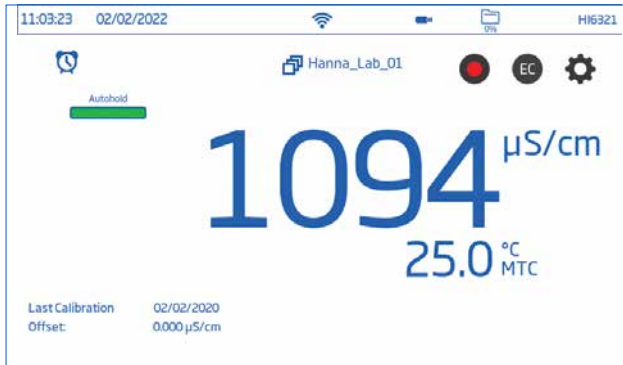 11:03:23 02/02/2022 0% HI6321
Hanna_Lab_01 EC
Autohold
1094 µS/cm
25.0 °C
MTC
Last Calibration 02/02/2020
Offset: 0.000 µS/cm